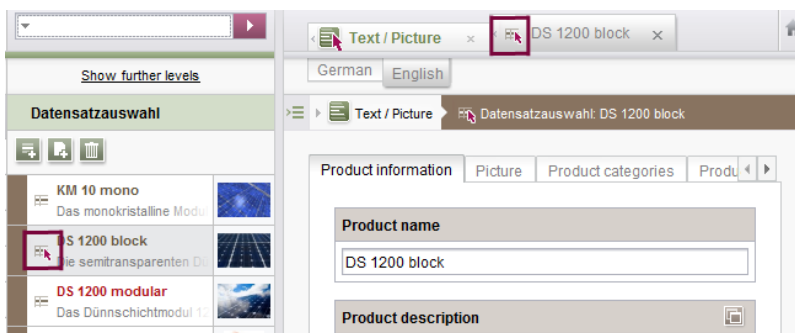 Text / Picture
DS 1200 block
Show further levels
German
English
Datensatzauswahl
Text / Picture
Datensatzauswahl: DS 1200 block
Product information
Picture
Product categories
KM 10 mono
Das monokristalline Modu
Product name
DS 1200 block
Die semitransparenten
DS 1200 block
DS 1200 modular
Das Dünnschichtmodul 12
Product description